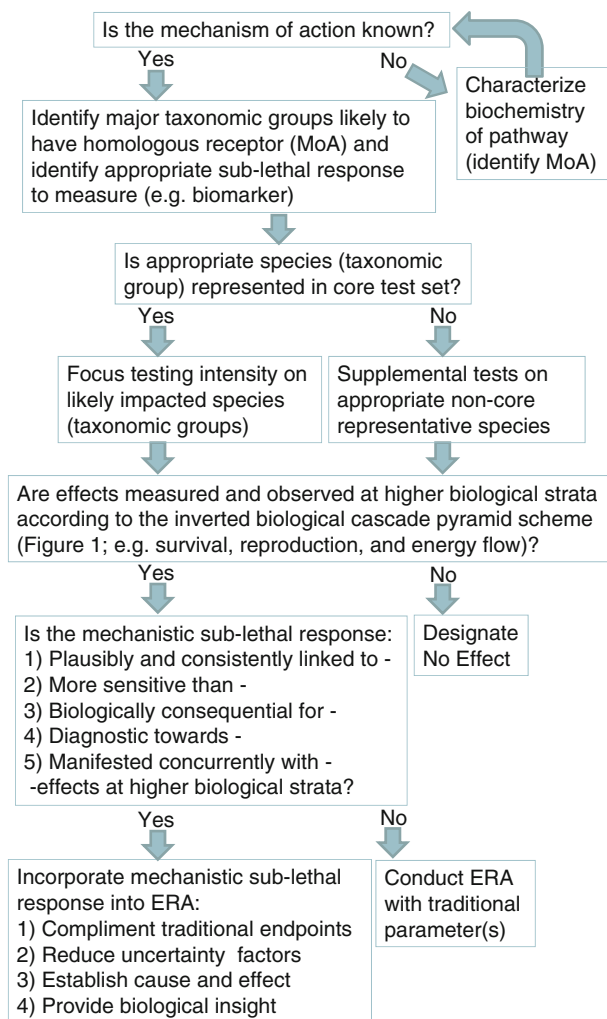 Is the mechanism of action known?
Yes
No
Characterize
biochemistry
of pathway
(identify MoA)
Identify major taxonomic groups likely to
have homologous receptor (MoA) and
identify appropriate sub-lethal response
to measure (e.g. biomarker)
Is appropriate species (taxonomic
group) represented in core test set?
Yes
No
Focus testing intensity on
likely impacted species
(taxonomic groups)
Supplemental tests on
appropriate non-core
representative species
Are effects measured and observed at higher biological strata
according to the inverted biological cascade pyramid scheme
(Figure 1; e.g. survival, reproduction, and energy flow)?
Yes
No
Is the mechanistic sub-lethal response:
1) Plausibly and consistently linked to -
2) More sensitive than -
3) Biologically consequential for -
4) Diagnostic towards -
5) Manifested concurrently with -
-effects at higher biological strata?
Designate
No Effect
Yes
No
Incorporate mechanistic sub-lethal
response into ERA:
1) Compliment traditional endpoints
2) Reduce uncertainty factors
3) Establish cause and effect
4) Provide biological insight
Conduct ERA
with traditional
parameter(s)